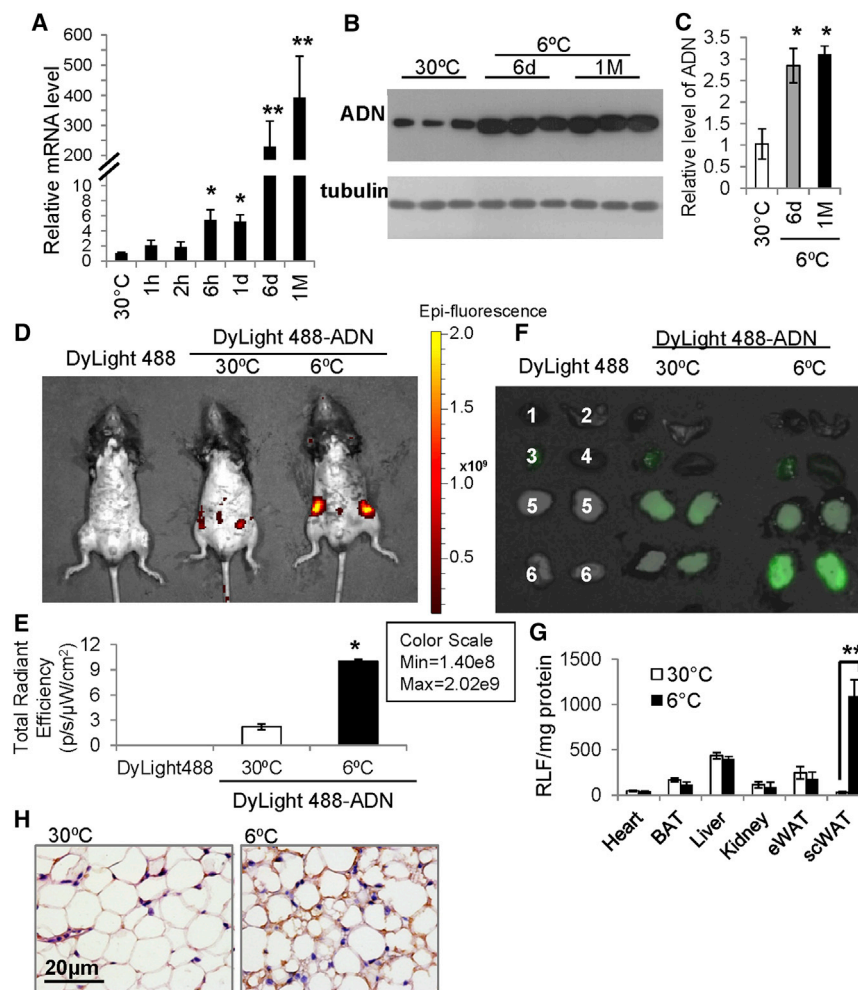 A
Relative mRNA level
600
500
400
300
200
10
8
6
4
2
0
30°C
1h
2h
6h
1d
6d
1M
*
*
**
**
B
6ºC
30ºC
6d
1M
ADN
tubulin
C
Relative level of ADN
3.5
3
2.5
2
1.5
1
0.5
0
*
*
30°C
6d
1M
6ºC
D
DyLight 488
DyLight 488-ADN
30ºC
6ºC
Epi-fluorescence
2.0
1.5
x10⁹
1.0
0.5
E
Total Radiant
Efficiency
(p/s/µW/cm²)
12
9
6
3
0
*
DyLight488
30ºC
6ºC
DyLight 488-ADN
Color Scale
Min=1.40e8
Max=2.02e9
F
DyLight 488-ADN
DyLight 488
30ºC
6ºC
1
2
3
4
5
5
6
6
G
RLF/mg protein
1500
1000
500
0
30°C
6°C
**
Heart
BAT
Liver
Kidney
eWAT
scWAT
H
30ºC
6ºC
20µm